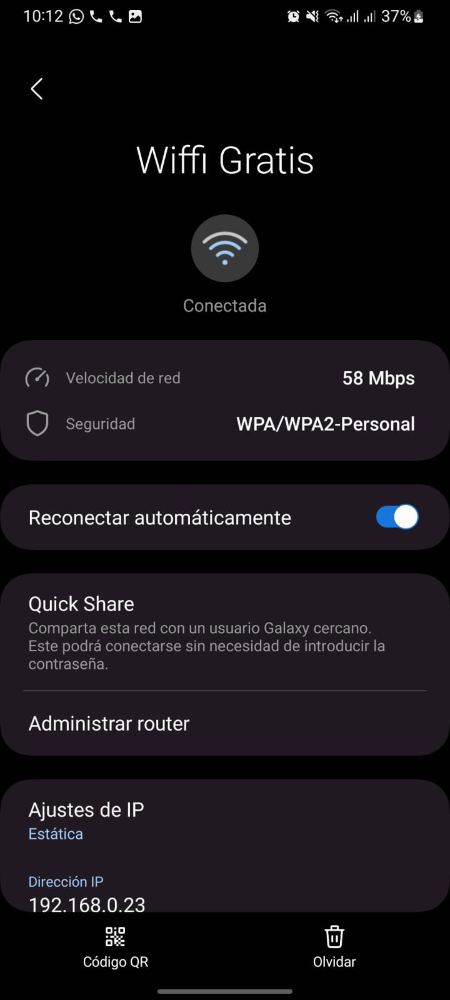 10:12
37%
Wiffi Gratis
Conectada
Velocidad de red
58 Mbps
Seguridad
WPA/WPA2-Personal
Reconectar automáticamente
Quick Share
Comparta esta red con un usuario Galaxy cercano.
Este podrá conectarse sin necesidad de introducir la
contraseña.
Administrar router
Ajustes de IP
Estática
Dirección IP
192.168.0.23
Código QR
Olvidar